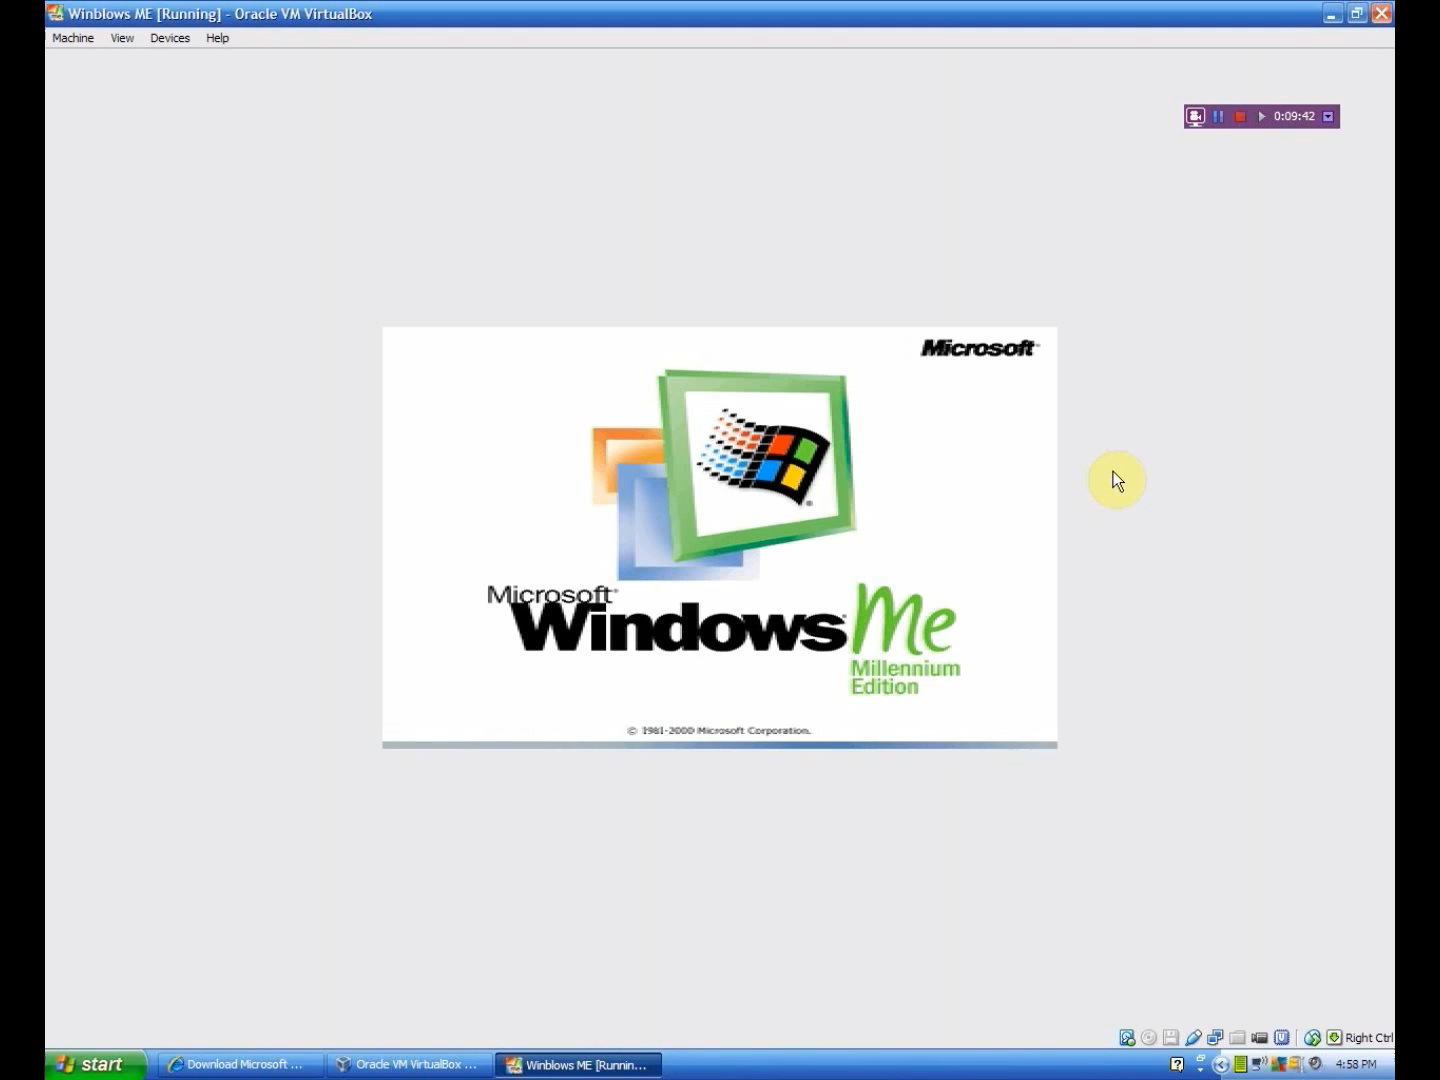 Winblows ME [Running] - Oracle VM VirtualBox
Machine View Devices Help
0:09:42
Microsoft
Microsoft
Windows Me
Millennium
Edition
© 1981-2000 Microsoft Corporation.
Right Ctrl
start
Download Microsoft ...
Oracle VM VirtualBox ...
Winblows ME [Runnin...
4:58 PM